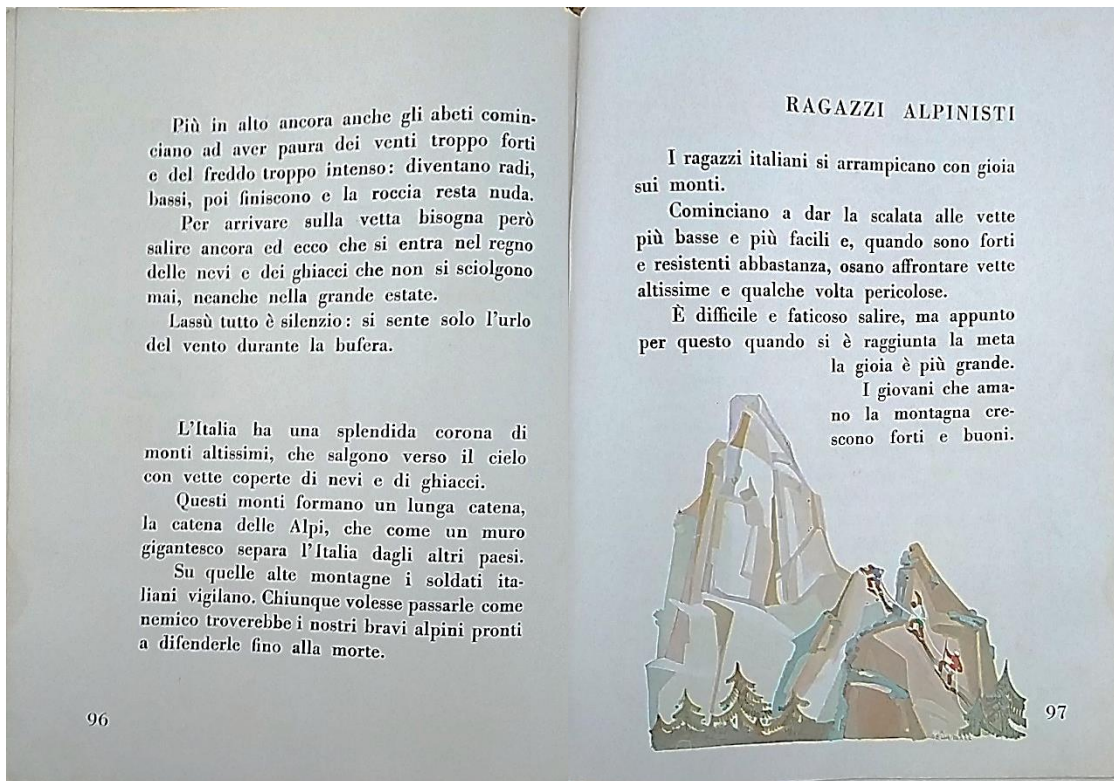 Più in alto ancora anche gli abeti comin-
ciano ad aver paura dei venti troppo forti
e del freddo troppo intenso: diventano radi,
bassi, poi finiscono e la roccia resta nuda.
Per arrivare sulla vetta bisogna però
salire ancora ed ecco che si entra nel regno
delle nevi e dei ghiacci che non si sciolgono
mai, neanche nella grande estate.
Lassù tutto è silenzio: si sente solo l'urlo
del vento durante la bufera.
L'Italia ha una splendida corona di
monti altissimi, che salgono verso il cielo
con vette coperte di nevi e di ghiacci.
Questi monti formano un lunga catena,
la catena delle Alpi, che come un muro
gigantesco separa l'Italia dagli altri paesi.
Su quelle alte montagne i soldati ita-
liani vigilano. Chiunque volesse passarle come
nemico troverebbe i nostri bravi alpini pronti
a difenderle fino alla morte.
96
RAGAZZI ALPINISTI
I ragazzi italiani si arrampicano con gioia
sui monti.
Cominciano a dar la scalata alle vette
più basse e più facili e, quando sono forti
e resistenti abbastanza, osano affrontare vette
altissime e qualche volta pericolose.
È difficile e faticoso salire, ma appunto
per questo quando si è raggiunta la meta
la gioia è più grande.
I giovani che ama-
no la montagna cre-
scono forti e buoni.
97